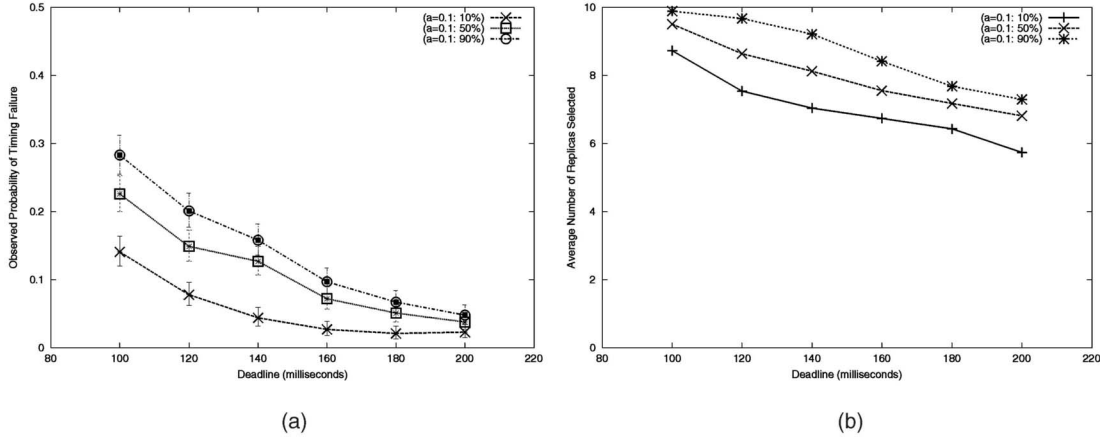 (a=0.1: 10%)
(a=0.1: 50%)
(a=0.1: 90%)
0.5
0.4
0.3
0.2
0.1
0
Observed Probability of Timing Failure
80 100 120 140 160 180 200 220
Deadline (milliseconds)
(a)
(a=0.1: 10%)
(a=0.1: 50%)
(a=0.1: 90%)
10
8
6
4
2
0
Average Number of Replicas Selected
80 100 120 140 160 180 200 220
Deadline (milliseconds)
(b)